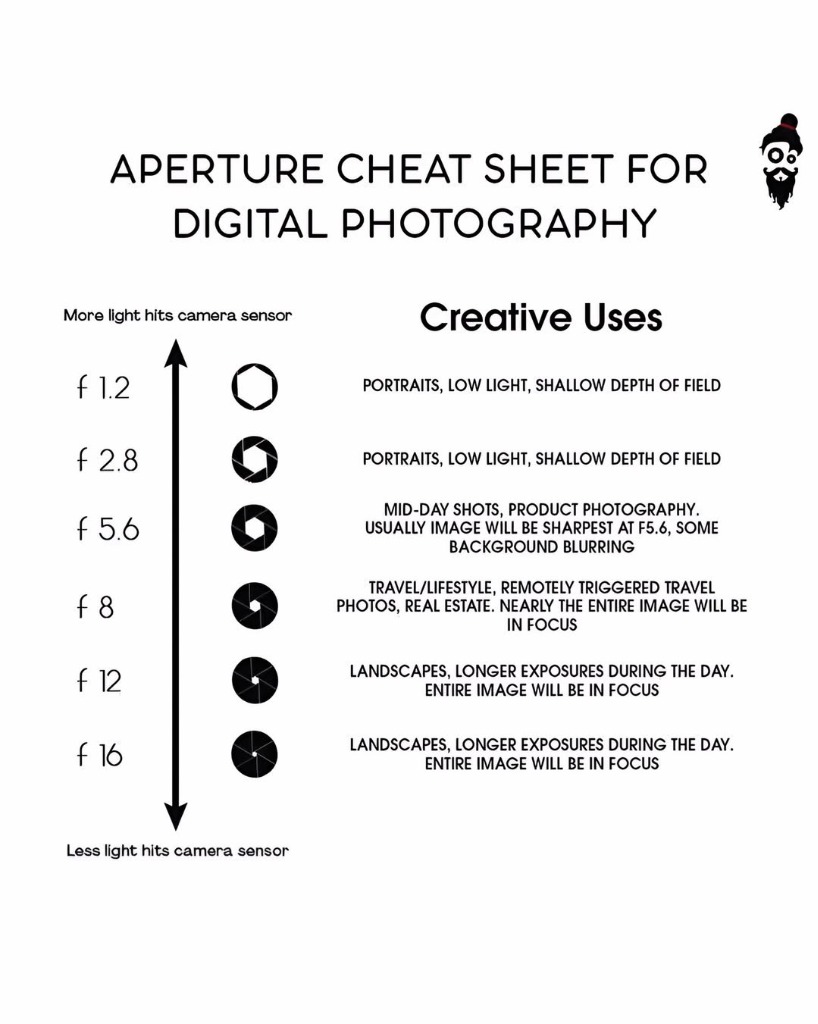 APERTURE CHEAT SHEET FOR
DIGITAL PHOTOGRAPHY
More light hits camera sensor
Creative Uses
f 1.2
PORTRAITS, LOW LIGHT, SHALLOW DEPTH OF FIELD
f 2.8
PORTRAITS, LOW LIGHT, SHALLOW DEPTH OF FIELD
f 5.6
MID-DAY SHOTS, PRODUCT PHOTOGRAPHY.
USUALLY IMAGE WILL BE SHARPEST AT F5.6, SOME
BACKGROUND BLURRING
f 8
TRAVEL/LIFESTYLE, REMOTELY TRIGGERED TRAVEL
PHOTOS, REAL ESTATE. NEARLY THE ENTIRE IMAGE WILL BE
IN FOCUS
f 12
LANDSCAPES, LONGER EXPOSURES DURING THE DAY.
ENTIRE IMAGE WILL BE IN FOCUS
f 16
LANDSCAPES, LONGER EXPOSURES DURING THE DAY.
ENTIRE IMAGE WILL BE IN FOCUS
Less light hits camera sensor